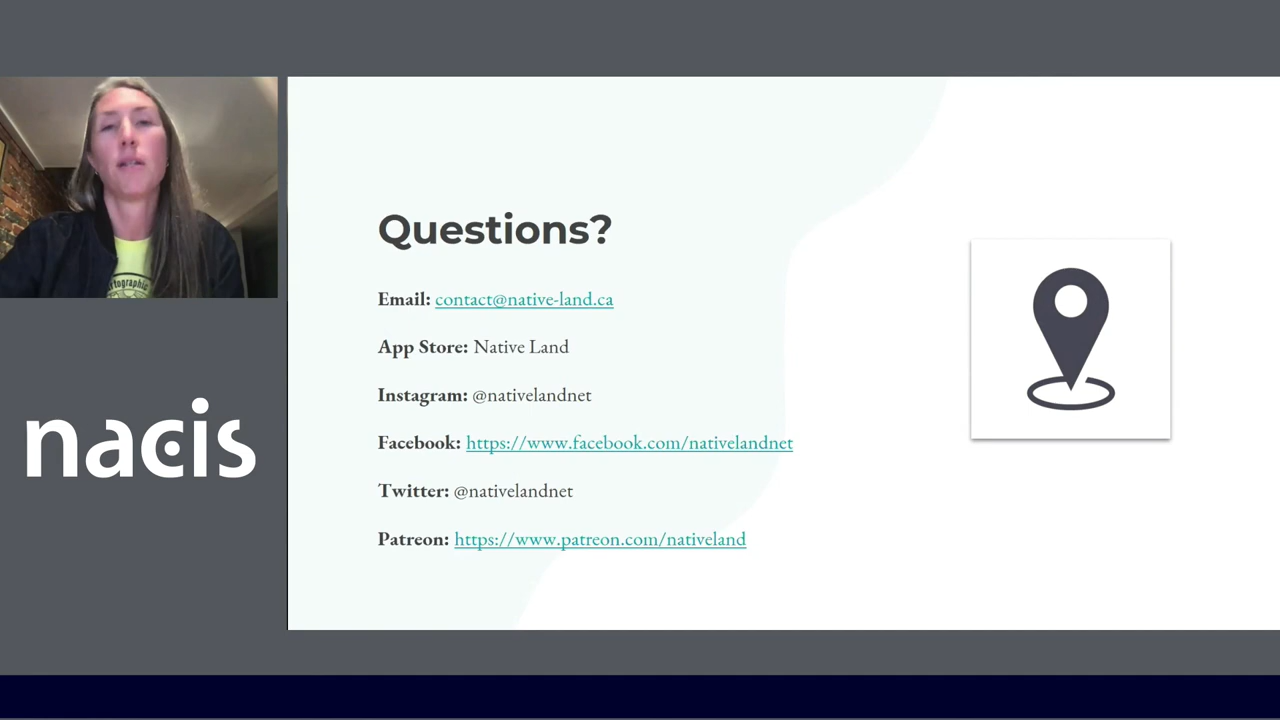 rtographic
nacis
Questions?
Email: contact@native-land.ca
App Store: Native Land
Instagram: @nativelandnet
Facebook: https://www.facebook.com/nativelandnet
Twitter: @nativelandnet
Patreon: https://www.patreon.com/nativeland